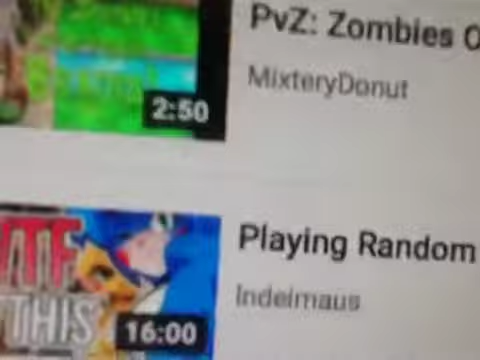 PvZ: Zombies
MixteryDonut
2:50
Playing Random
Indeimaus
THIS
16:00